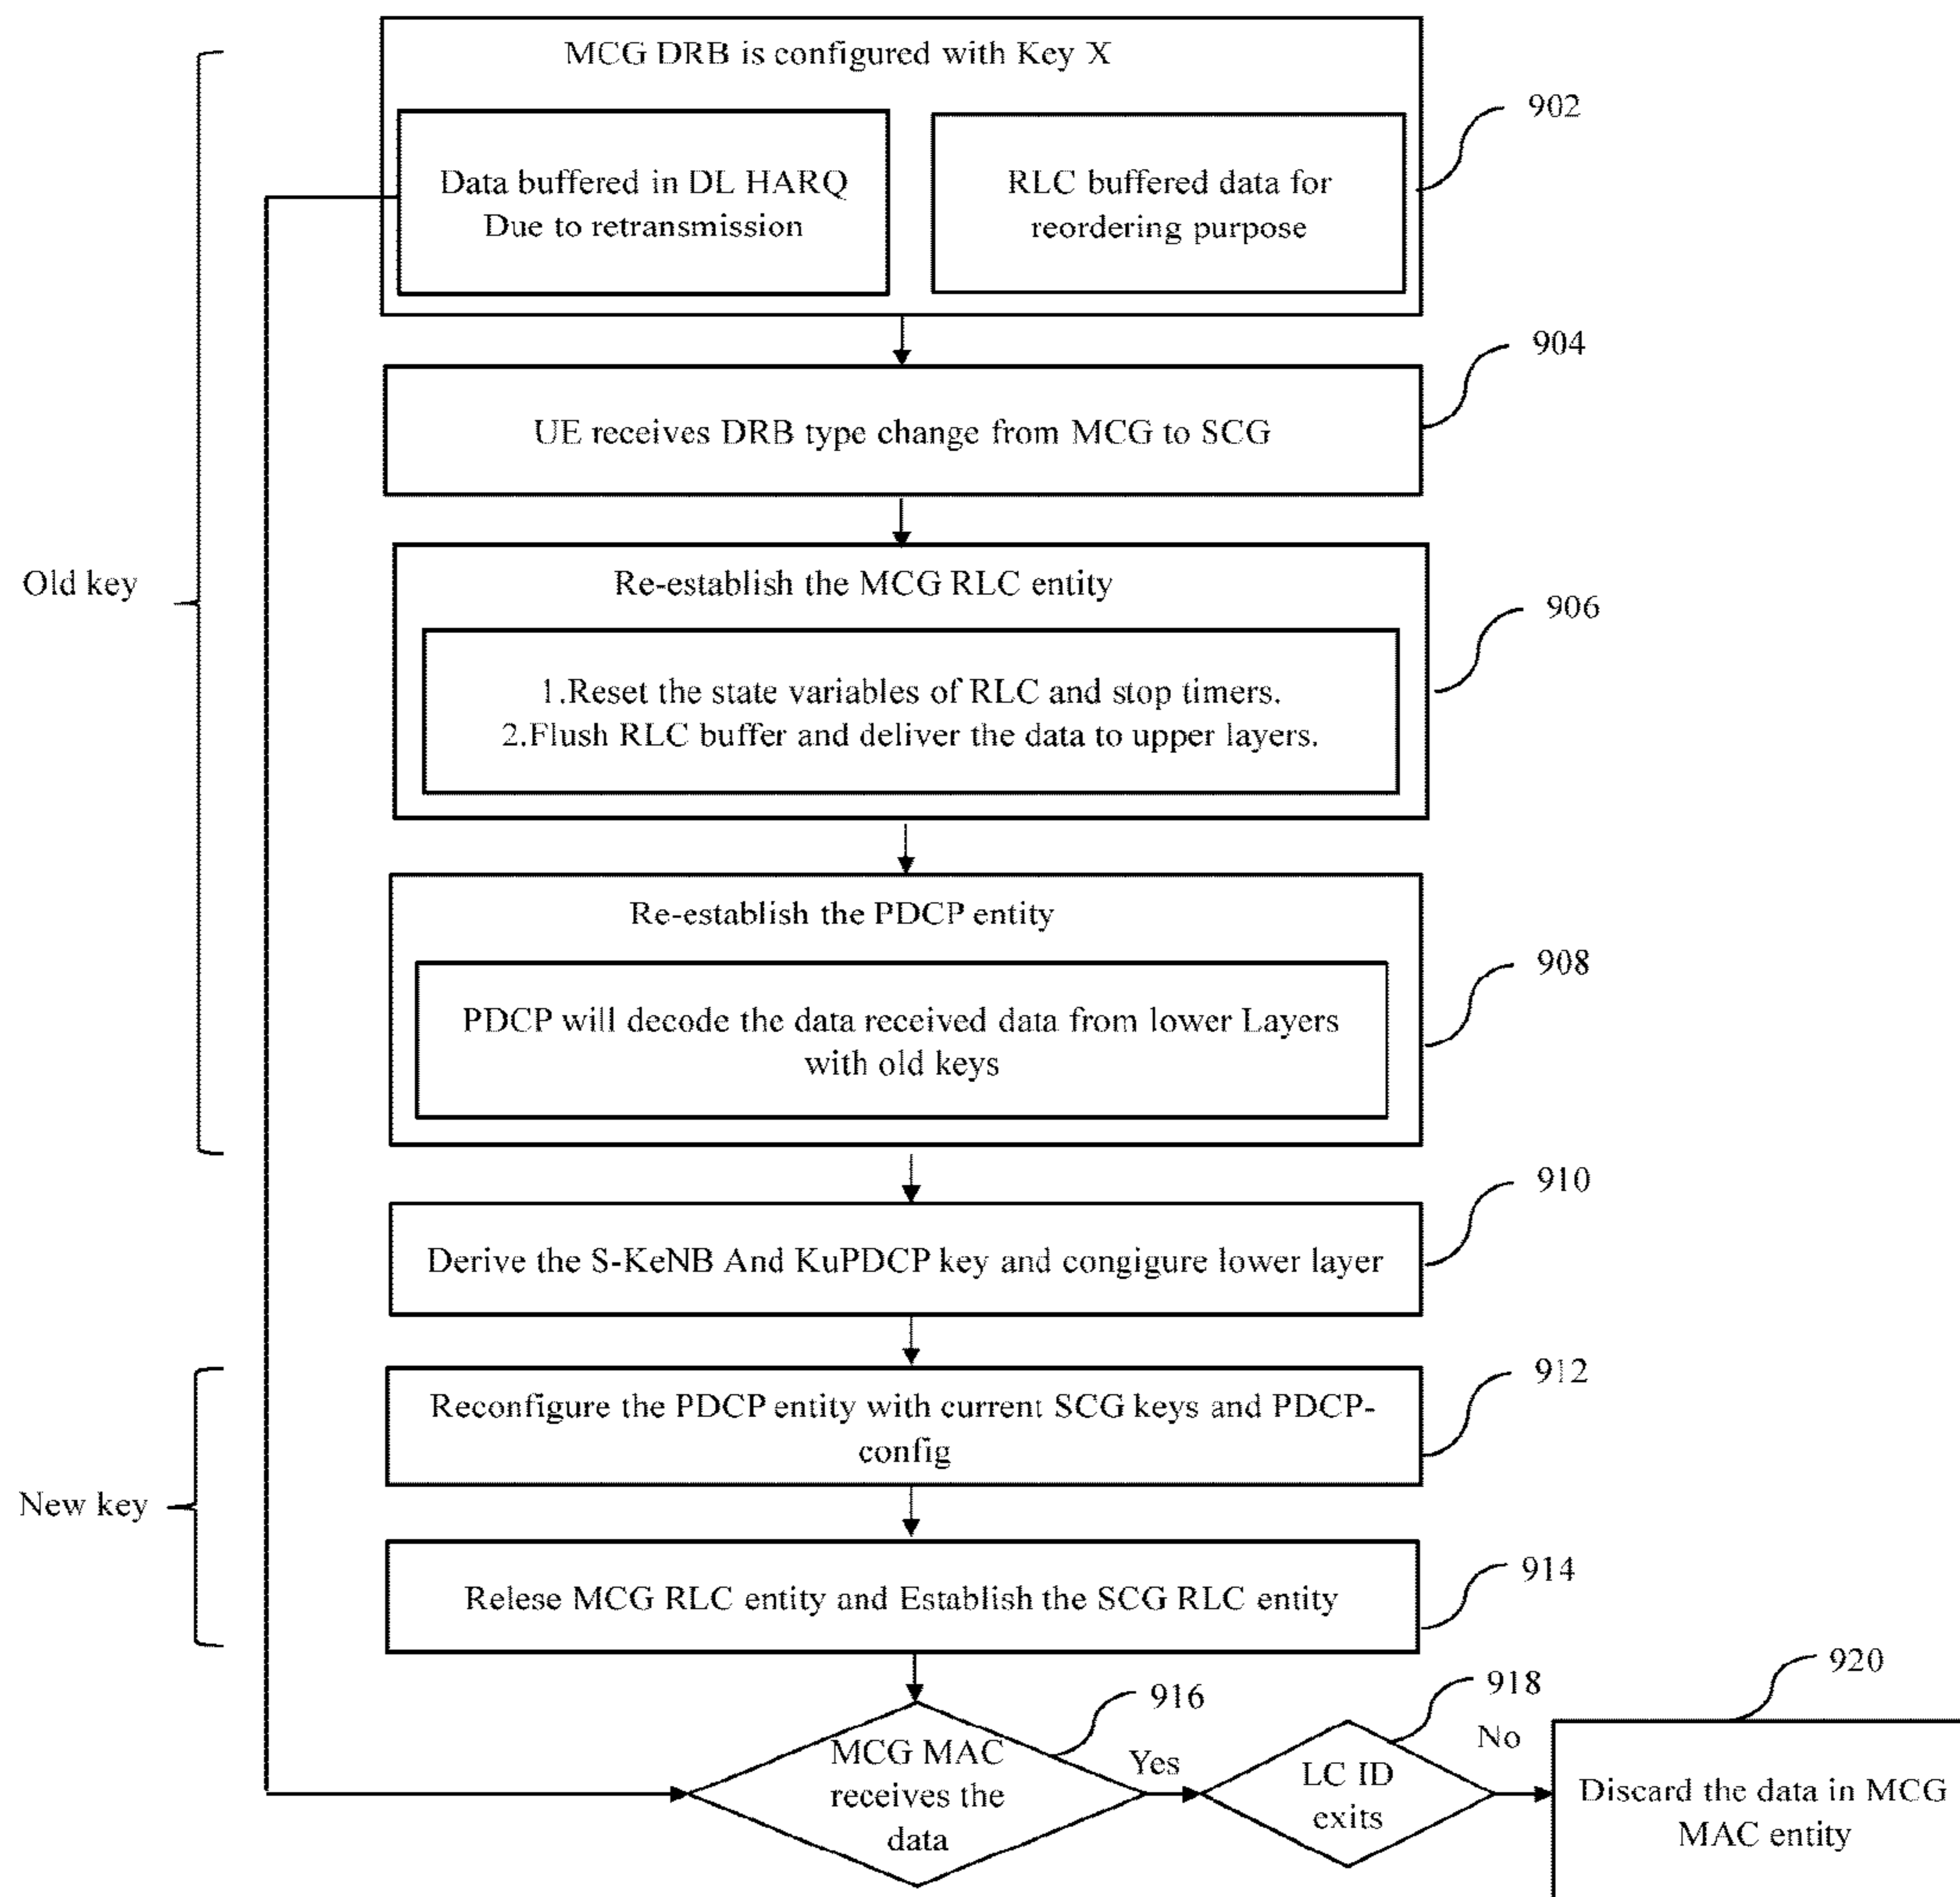 MCG DRB is configured with Key X
902
Data buffered in DL HARQ
Due to retransmission
RLC buffered data for
reordering purpose
904
UE receives DRB type change from MCG to SCG
Old key
Re-establish the MCG RLC entity
906
1.Reset the state variables of RLC and stop timers.
2.Flush RLC buffer and deliver the data to upper layers.
Re-establish the PDCP entity
908
PDCP will decode the data received data from lower Layers
with old keys
910
Derive the S-KeNB And KuPDCP key and congigure lower layer
912
Reconfigure the PDCP entity with current SCG keys and PDCP-
config
New key
914
Relese MCG RLC entity and Establish the SCG RLC entity
916
MCG MAC
receives the
data
Yes
918
LC ID
exits
No
920
Discard the data in MCG
MAC entity